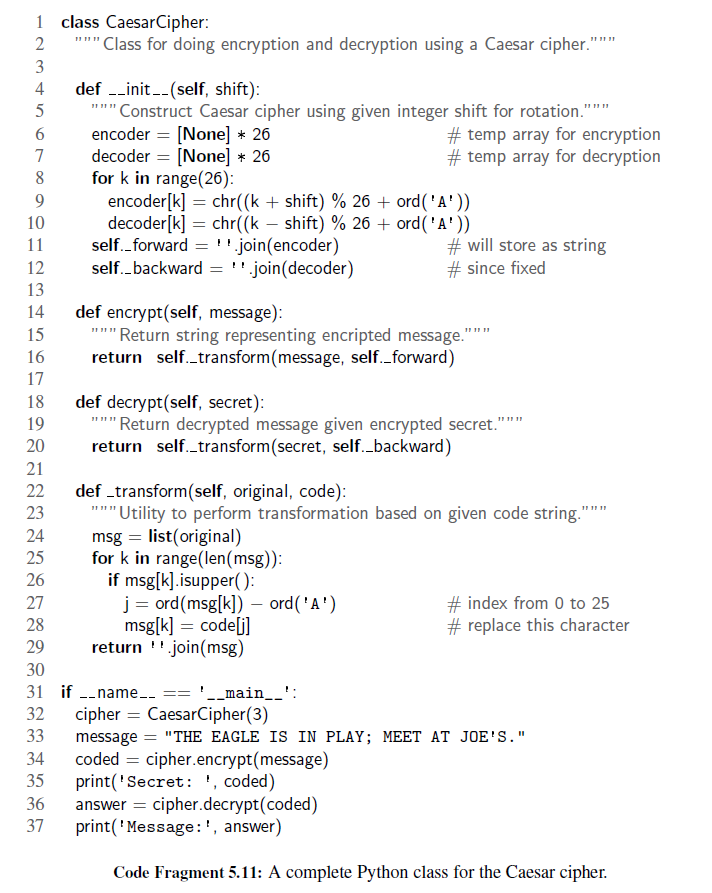 1 class CaesarCipher:
2 """Class for doing encryption and decryption using a Caesar cipher."""
3
4 def __init__(self, shift):
5 """Construct Caesar cipher using given integer shift for rotation."""
6 encoder = [None] * 26 # temp array for encryption
7 decoder = [None] * 26 # temp array for decryption
8 for k in range(26):
9 encoder[k] = chr((k + shift) % 26 + ord('A'))
10 decoder[k] = chr((k − shift) % 26 + ord('A'))
11 self._forward = ''.join(encoder) # will store as string
12 self._backward = ''.join(decoder) # since fixed
13
14 def encrypt(self, message):
15 """Return string representing encripted message."""
16 return self._transform(message, self._forward)
17
18 def decrypt(self, secret):
19 """Return decrypted message given encrypted secret."""
20 return self._transform(secret, self._backward)
21
22 def _transform(self, original, code):
23 """Utility to perform transformation based on given code string."""
24 msg = list(original)
25 for k in range(len(msg)):
26 if msg[k].isupper():
27 j = ord(msg[k]) − ord('A') # index from 0 to 25
28 msg[k] = code[j] # replace this character
29 return ''.join(msg)
30
31 if __name__ == '__main__':
32 cipher = CaesarCipher(3)
33 message = "THE EAGLE IS IN PLAY; MEET AT JOE'S."
34 coded = cipher.encrypt(message)
35 print('Secret: ', coded)
36 answer = cipher.decrypt(coded)
37 print('Message:', answer)
Code Fragment 5.11: A complete Python class for the Caesar cipher.